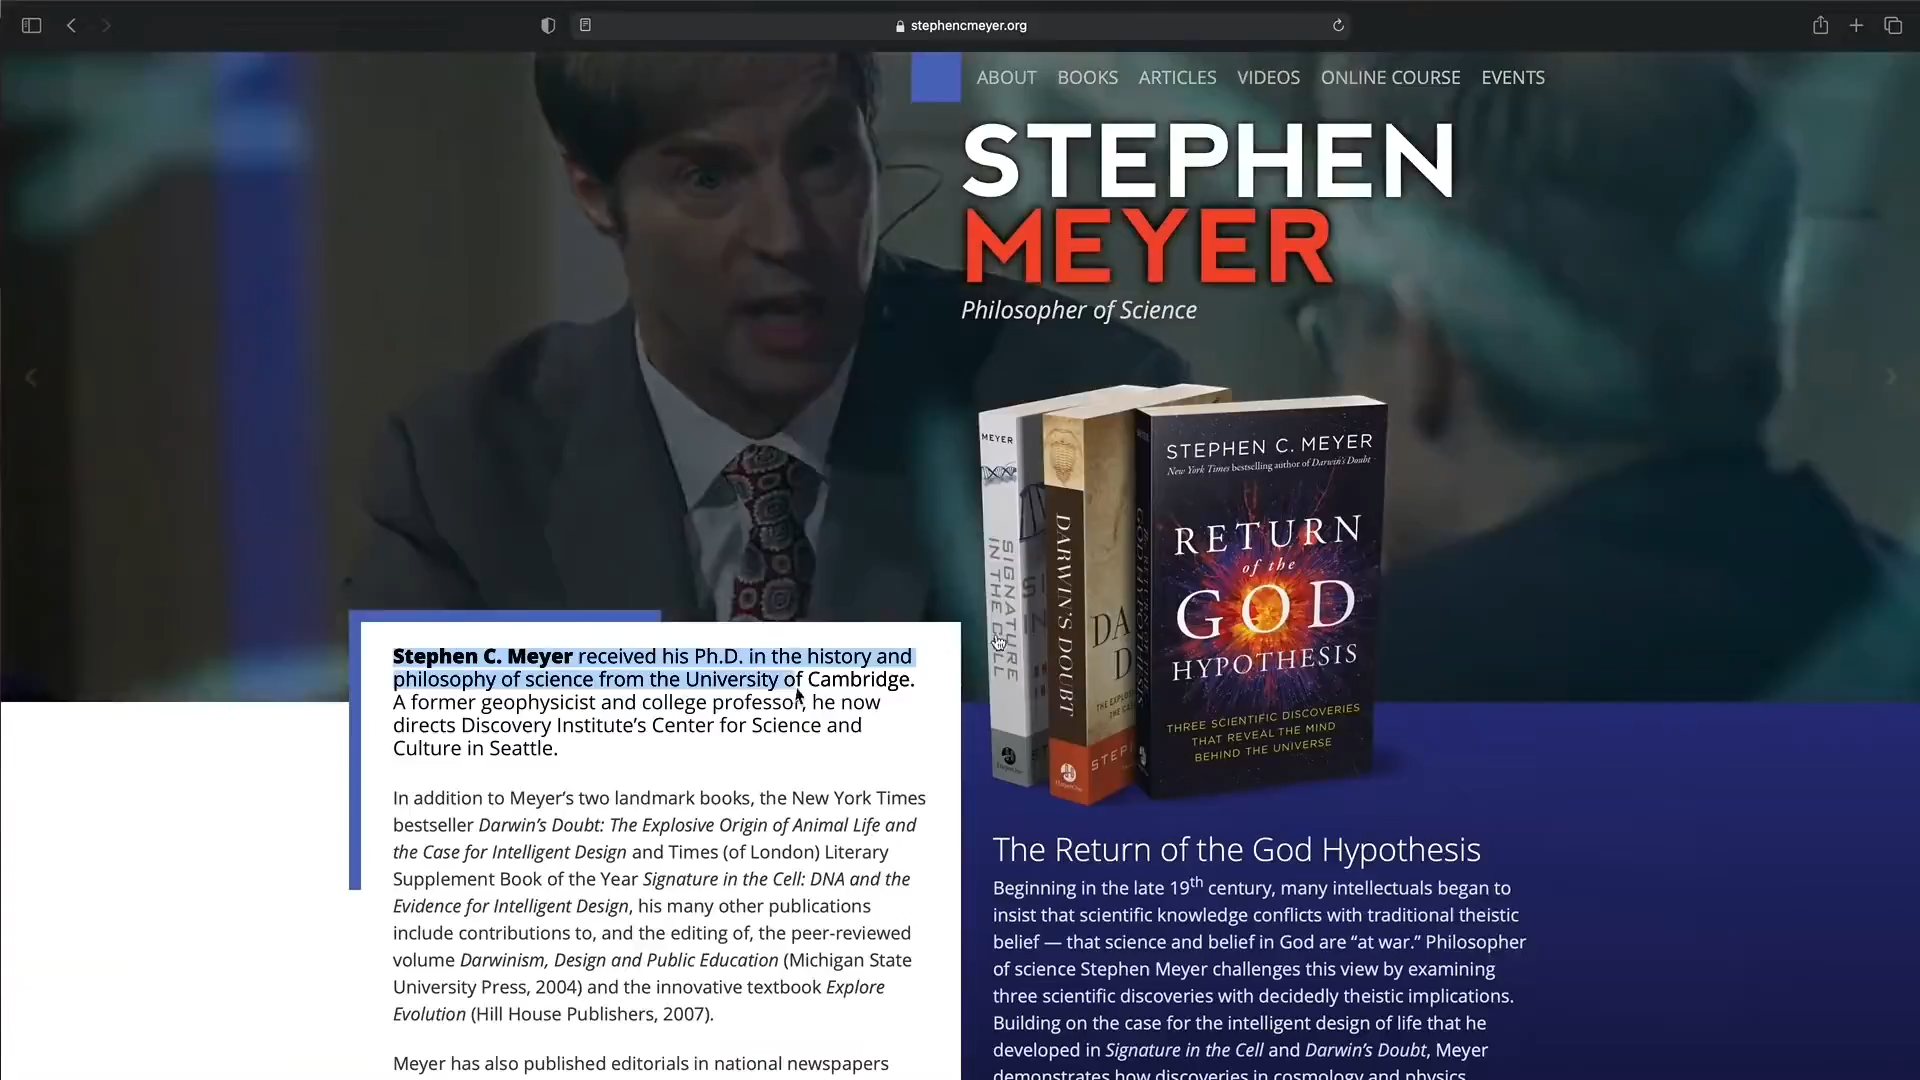 stephencmeyer.org
ABOUT BOOKS ARTICLES VIDEOS ONLINE COURSE EVENTS
STEPHEN
MEYER
Philosopher of Science
MEYER
SIGNATURE
IN THE CELL
DARWIN'S DOUBT
STEPHEN C. MEYER
New York Times bestselling author of Darwin's Doubt
RETURN
of the
GOD
HYPOTHESIS
THREE SCIENTIFIC DISCOVERIES
THAT REVEAL THE MIND
BEHIND THE UNIVERSE
Stephen C. Meyer received his Ph.D. in the history and
philosophy of science from the University of Cambridge.
A former geophysicist and college professor, he now
directs Discovery Institute’s Center for Science and
Culture in Seattle.
In addition to Meyer’s two landmark books, the New York Times
bestseller Darwin’s Doubt: The Explosive Origin of Animal Life and
the Case for Intelligent Design and Times (of London) Literary
Supplement Book of the Year Signature in the Cell: DNA and the
Evidence for Intelligent Design, his many other publications
include contributions to, and the editing of, the peer-reviewed
volume Darwinism, Design and Public Education (Michigan State
University Press, 2004) and the innovative textbook Explore
Evolution (Hill House Publishers, 2007).
Meyer has also published editorials in national newspapers
The Return of the God Hypothesis
Beginning in the late 19th century, many intellectuals began to
insist that scientific knowledge conflicts with traditional theistic
belief — that science and belief in God are “at war.” Philosopher
of science Stephen Meyer challenges this view by examining
three scientific discoveries with decidedly theistic implications.
Building on the case for the intelligent design of life that he
developed in Signature in the Cell and Darwin’s Doubt, Meyer
demonstrates how discoveries in cosmology and physics